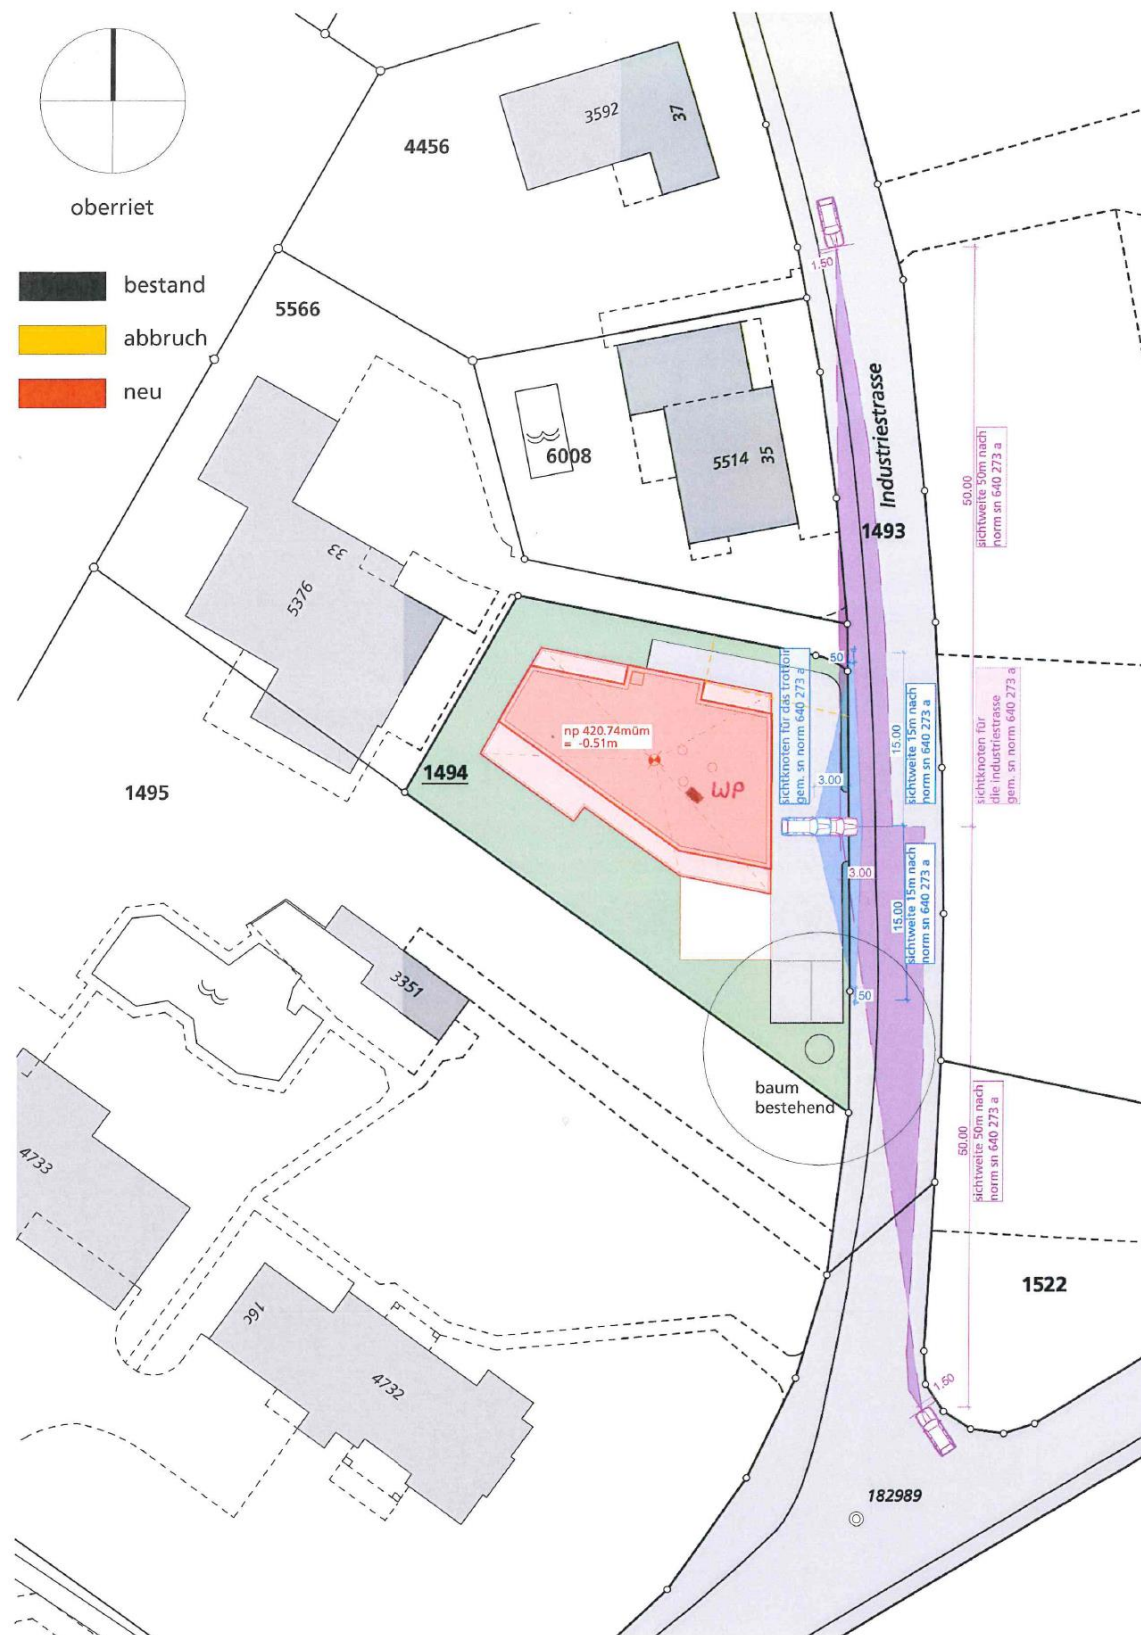 oberriet
bestand
abbruch
neu
4456
3592
37
5566
1.50
Industriestrasse
6008
5514
35
1493
50.00
sichtweite 50m nach
norm sn 640 273 a
33
5376
1495
1494
np 420.74müm
= -0.51m
WP
sichtknoten für das trottoir
gem. sn norm 640 273 a
50
3.00
15.00
sichtweite 15m nach
norm sn 640 273 a
sichtknoten für
die industriestrasse
gem. sn norm 640 273 a
3.00
15.00
sichtweite 15m nach
norm sn 640 273 a
50
3351
baum
bestehend
50.00
sichtweite 50m nach
norm sn 640 273 a
4733
1522
16c
4732
1.50
182989